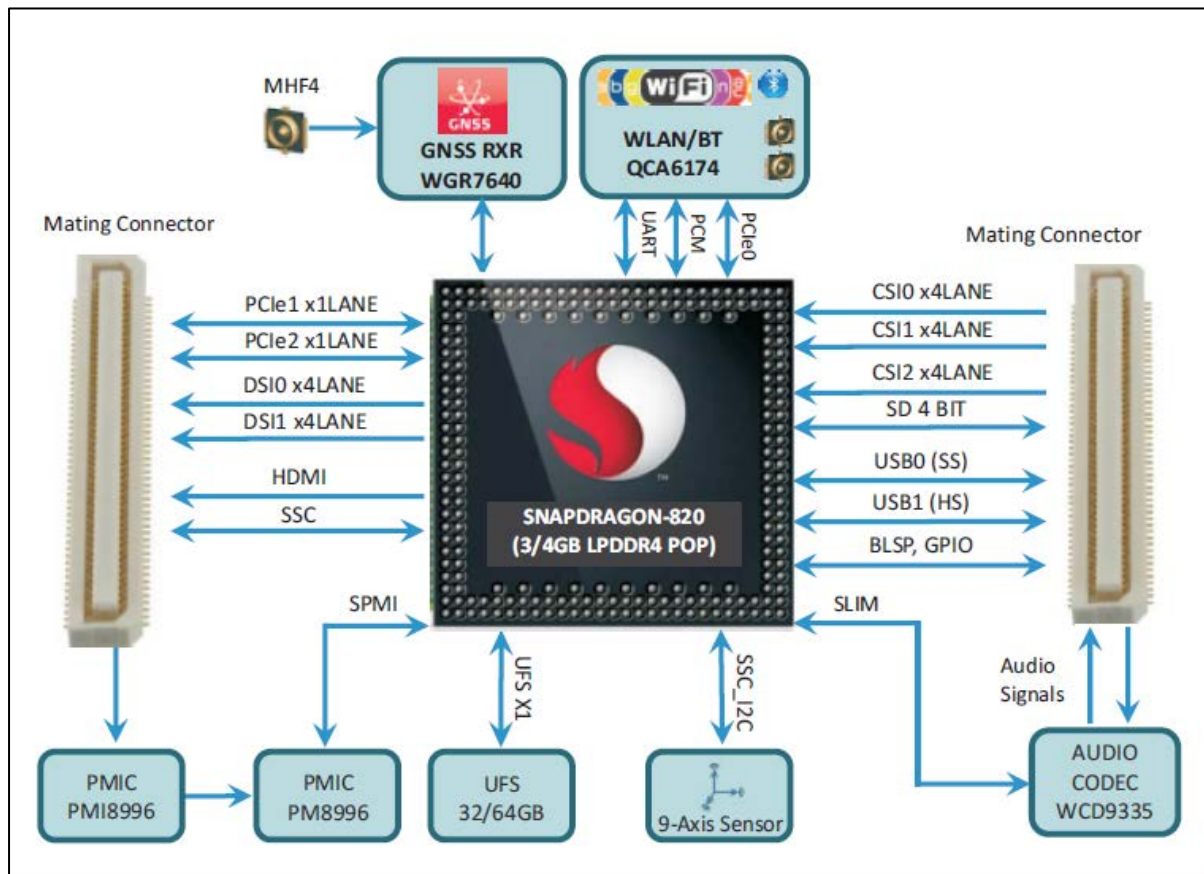 MHF4
GNSS
GNSS RXR
WGR7640
abg WiFi n
WLAN/BT
QCA6174
UART
PCM
PCIe0
Mating Connector
Mating Connector
PCIe1 x1LANE
PCIe2 x1LANE
DSI0 x4LANE
DSI1 x4LANE
HDMI
SSC
SPMI
CSI0 x4LANE
CSI1 x4LANE
CSI2 x4LANE
SD 4 BIT
USB0 (SS)
USB1 (HS)
BLSP, GPIO
SLIM
TM
SNAPDRAGON-820
(3/4GB LPDDR4 POP)
UFS X1
SSC_I2C
Audio
Signals
PMIC
PMI8996
PMIC
PM8996
UFS
32/64GB
9-Axis Sensor
AUDIO
CODEC
WCD9335